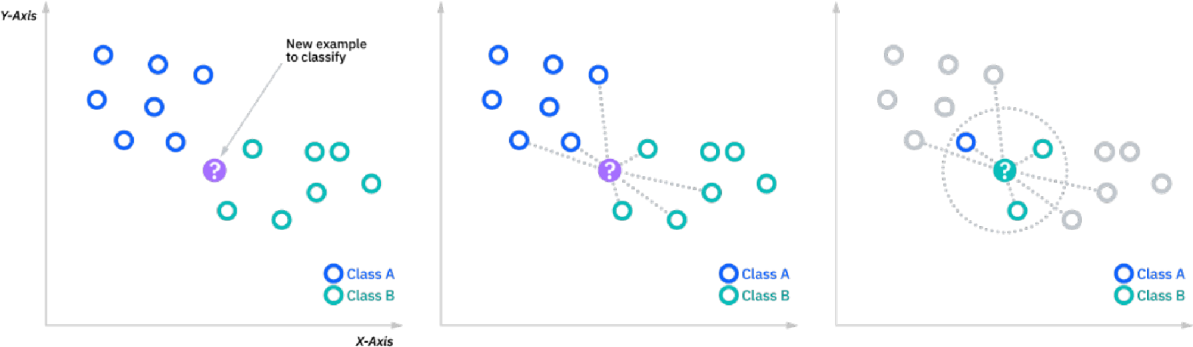 Y-Axis
New example
to classify
?
Class A
Class B
X-Axis
?
Class A
Class B
?
Class A
Class B